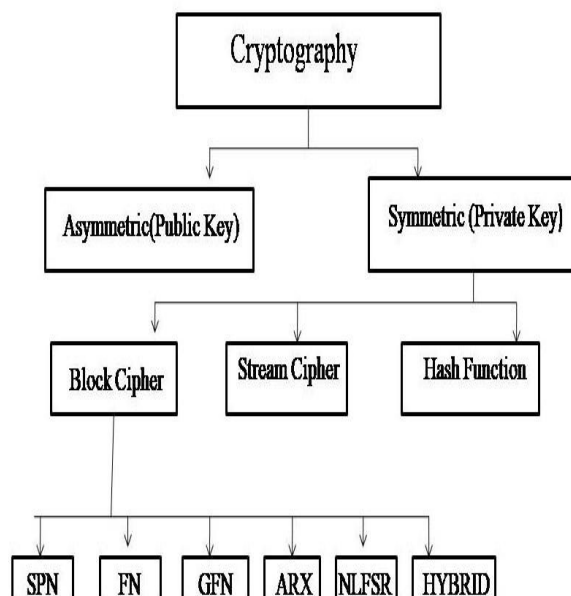 Cryptography
Asymmetric(Public Key)
Symmetric (Private Key)
Block Cipher
Stream Cipher
Hash Function
SPN
FN
GFN
ARX
NLFSR
HYBRID